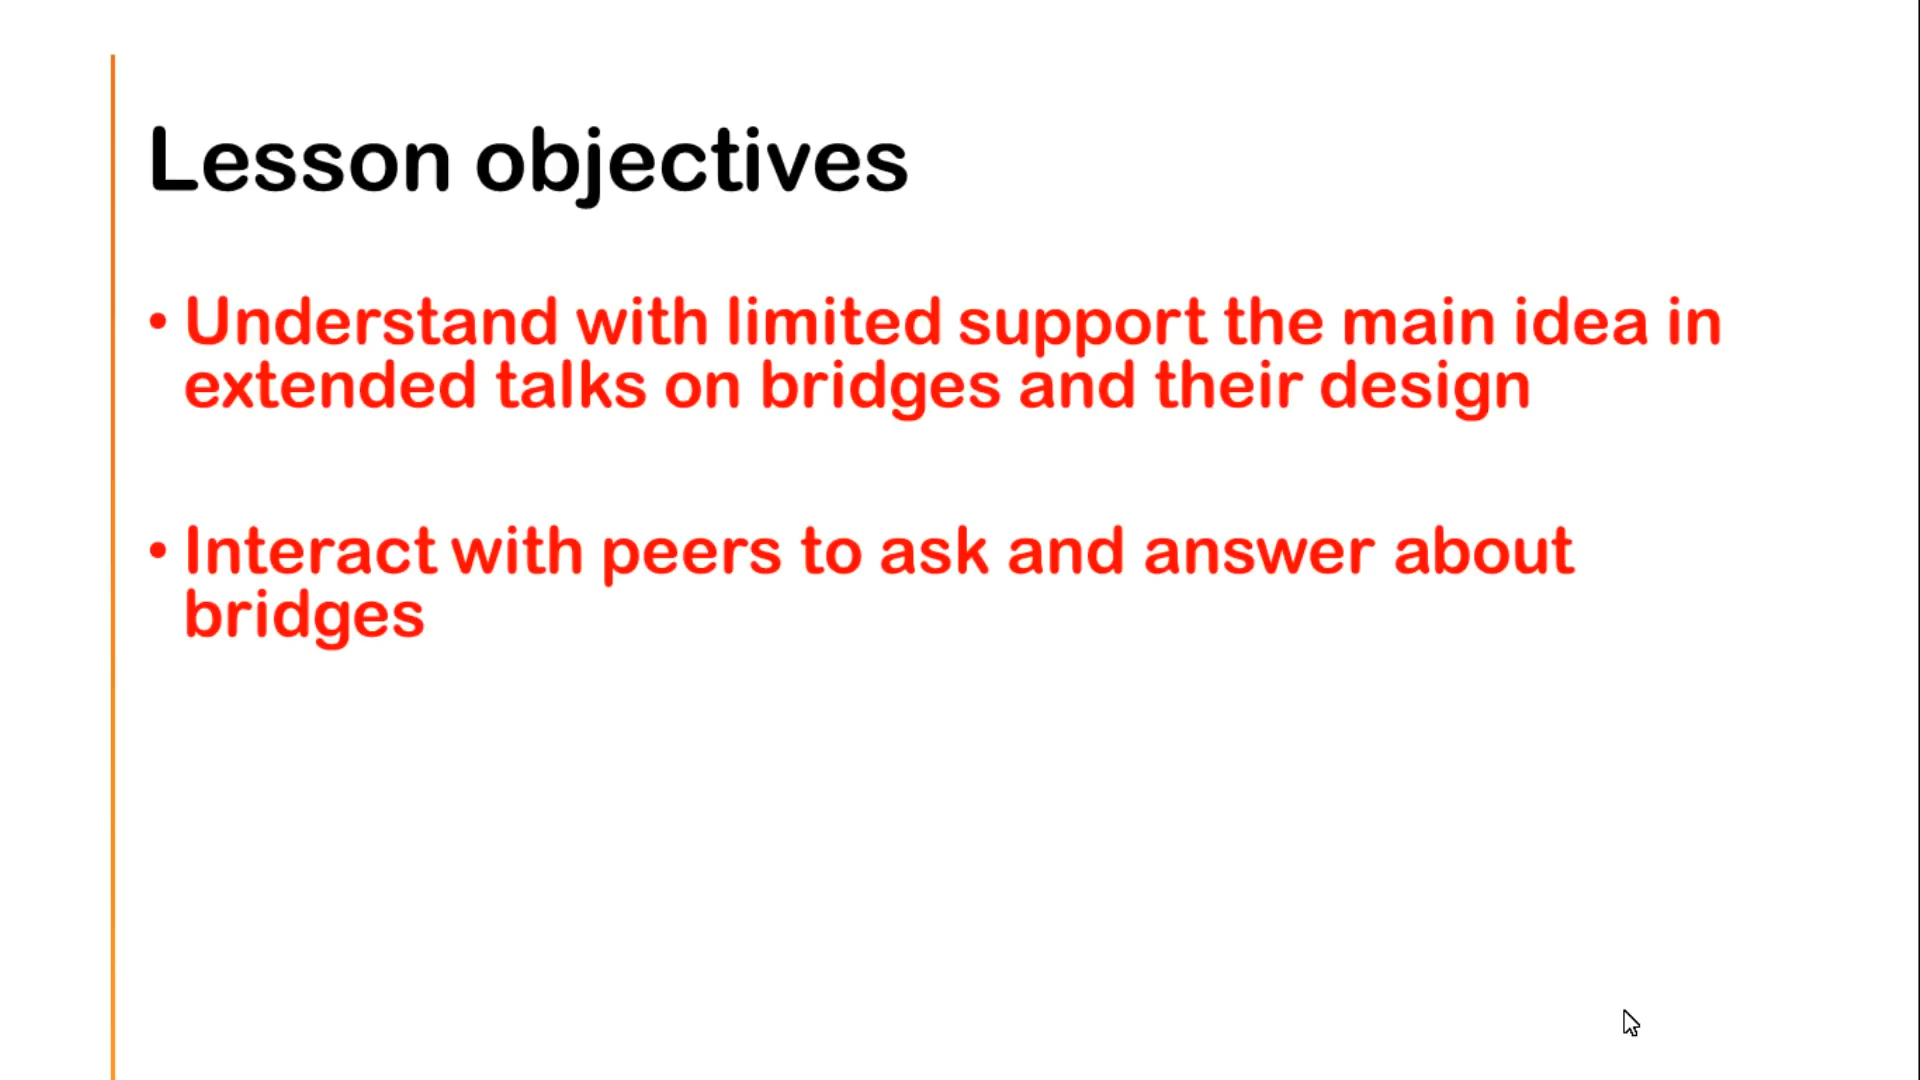 Lesson objectives
• Understand with limited support the main idea in
extended talks on bridges and their design
• Interact with peers to ask and answer about
bridges